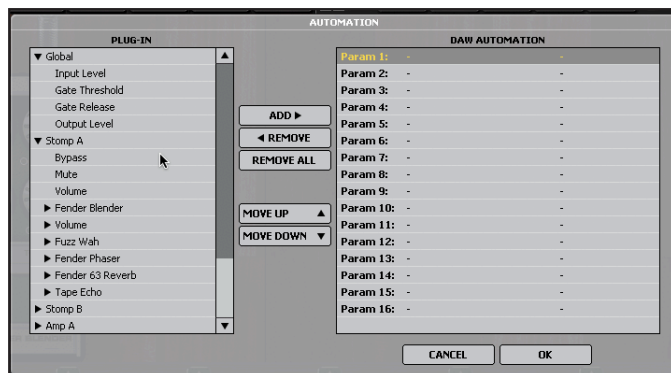 AUTOMATION
PLUG-IN
▼ Global
Input Level
Gate Threshold
Gate Release
Output Level
▼ Stomp A
Bypass
Mute
Volume
▶ Fender Blender
▶ Volume
▶ Fuzz Wah
▶ Fender Phaser
▶ Fender 63 Reverb
▶ Tape Echo
▶ Stomp B
▶ Amp A
ADD ▶
◀ REMOVE
REMOVE ALL
MOVE UP ▲
MOVE DOWN ▼
DAW AUTOMATION
Param 1: - -
Param 2: - -
Param 3: - -
Param 4: - -
Param 5: - -
Param 6: - -
Param 7: - -
Param 8: - -
Param 9: - -
Param 10: - -
Param 11: - -
Param 12: - -
Param 13: - -
Param 14: - -
Param 15: - -
Param 16: - -
CANCEL
OK